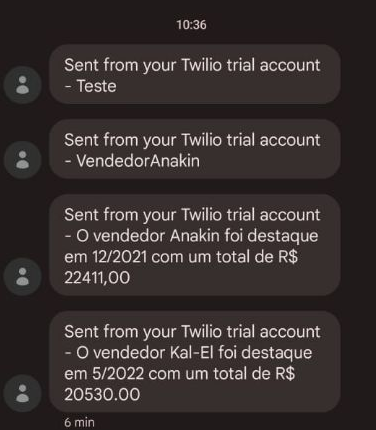 10:36
Sent from your Twilio trial account
- Teste
Sent from your Twilio trial account
- VendedorAnakin
Sent from your Twilio trial account
- O vendedor Anakin foi destaque
em 12/2021 com um total de R$
22411,00
Sent from your Twilio trial account
- O vendedor Kal-El foi destaque
em 5/2022 com um total de R$
20530.00
6 min